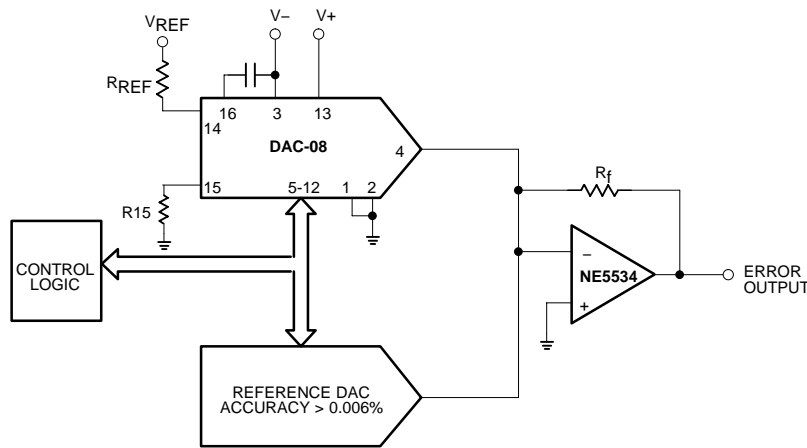 V− V+
VREF
RREF
16 3 13
14
DAC-08
4
15 5-12 1 2
Rf
R15
CONTROL
LOGIC
−
NE5534
+
ERROR
OUTPUT
REFERENCE DAC
ACCURACY > 0.006%